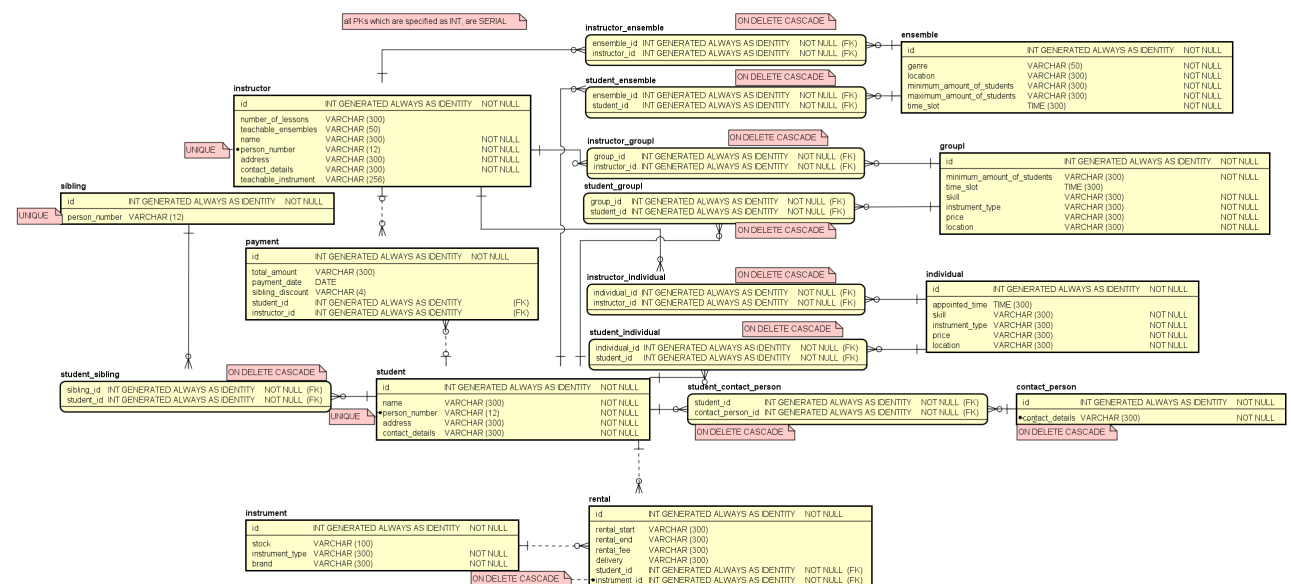 all PKs which are specified as INT, are SERIAL
ON DELETE CASCADE
instructor_ensemble
ensemble_id INT GENERATED ALWAYS AS IDENTITY NOT NULL (FK)
instructor_id INT GENERATED ALWAYS AS IDENTITY NOT NULL (FK)
ensemble
id INT GENERATED ALWAYS AS IDENTITY NOT NULL
genre VARCHAR (50)
location VARCHAR (300) NOT NULL
minimum_amount_of_students VARCHAR (300) NOT NULL
maximum_amount_of_students VARCHAR (300) NOT NULL
time_slot TIME (300) NOT NULL
ON DELETE CASCADE
student_ensemble
ensemble_id INT GENERATED ALWAYS AS IDENTITY NOT NULL (FK)
student_id INT GENERATED ALWAYS AS IDENTITY NOT NULL (FK)
instructor
id INT GENERATED ALWAYS AS IDENTITY NOT NULL
number_of_lessons VARCHAR (300)
teachable_ensembles VARCHAR (50)
name VARCHAR (300) NOT NULL
person_number VARCHAR (12) NOT NULL
address VARCHAR (300) NOT NULL
contact_details VARCHAR (300) NOT NULL
teachable_instrument VARCHAR (256)
UNIQUE
ON DELETE CASCADE
instructor_groupl
group_id INT GENERATED ALWAYS AS IDENTITY NOT NULL (FK)
instructor_id INT GENERATED ALWAYS AS IDENTITY NOT NULL (FK)
groupl
id INT GENERATED ALWAYS AS IDENTITY NOT NULL
minimum_amount_of_students VARCHAR (300) NOT NULL
time_slot TIME (300)
skill VARCHAR (300) NOT NULL
instrument_type VARCHAR (300) NOT NULL
price VARCHAR (300) NOT NULL
location VARCHAR (300) NOT NULL
student_groupl
group_id INT GENERATED ALWAYS AS IDENTITY NOT NULL (FK)
student_id INT GENERATED ALWAYS AS IDENTITY NOT NULL (FK)
ON DELETE CASCADE
sibling
id INT GENERATED ALWAYS AS IDENTITY NOT NULL
person_number VARCHAR (12)
UNIQUE
payment
id INT GENERATED ALWAYS AS IDENTITY NOT NULL
total_amount VARCHAR (300)
payment_date DATE
sibling_discount VARCHAR (4)
student_id INT GENERATED ALWAYS AS IDENTITY (FK)
instructor_id INT GENERATED ALWAYS AS IDENTITY (FK)
ON DELETE CASCADE
instructor_individual
individual_id INT GENERATED ALWAYS AS IDENTITY NOT NULL (FK)
instructor_id INT GENERATED ALWAYS AS IDENTITY NOT NULL (FK)
individual
id INT GENERATED ALWAYS AS IDENTITY NOT NULL
appointed_time TIME (300)
skill VARCHAR (300) NOT NULL
instrument_type VARCHAR (300) NOT NULL
price VARCHAR (300) NOT NULL
location VARCHAR (300) NOT NULL
ON DELETE CASCADE
student_individual
individual_id INT GENERATED ALWAYS AS IDENTITY NOT NULL (FK)
student_id INT GENERATED ALWAYS AS IDENTITY NOT NULL (FK)
ON DELETE CASCADE
student_sibling
sibling_id INT GENERATED ALWAYS AS IDENTITY NOT NULL (FK)
student_id INT GENERATED ALWAYS AS IDENTITY NOT NULL (FK)
UNIQUE
student
id INT GENERATED ALWAYS AS IDENTITY NOT NULL
name VARCHAR (300) NOT NULL
person_number VARCHAR (12) NOT NULL
address VARCHAR (300) NOT NULL
contact_details VARCHAR (300) NOT NULL
student_contact_person
student_id INT GENERATED ALWAYS AS IDENTITY NOT NULL (FK)
contact_person_id INT GENERATED ALWAYS AS IDENTITY NOT NULL (FK)
ON DELETE CASCADE
contact_person
id INT GENERATED ALWAYS AS IDENTITY NOT NULL
contact_details VARCHAR (300) NOT NULL
ON DELETE CASCADE
instrument
id INT GENERATED ALWAYS AS IDENTITY NOT NULL
stock VARCHAR (100)
instrument_type VARCHAR (300) NOT NULL
brand VARCHAR (300) NOT NULL
ON DELETE CASCADE
rental
id INT GENERATED ALWAYS AS IDENTITY NOT NULL
rental_start VARCHAR (300)
rental_end VARCHAR (300)
rental_fee VARCHAR (300)
delivery VARCHAR (300)
student_id INT GENERATED ALWAYS AS IDENTITY NOT NULL (FK)
instrument_id INT GENERATED ALWAYS AS IDENTITY NOT NULL (FK)